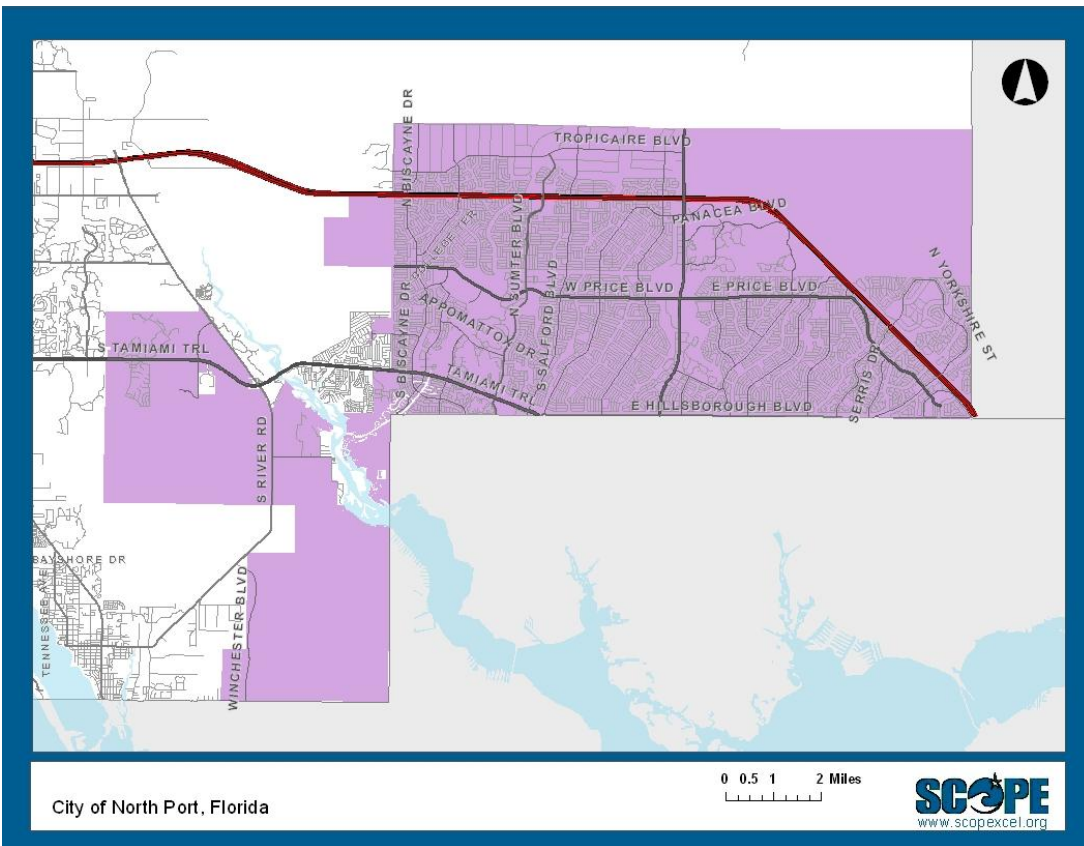 N BISCAYNE DR
TROPICAIRE BLVD
PANACEA BLVD
N SUMTER BLVD
N YORKSHIRE ST
W PRICE BLVD
E PRICE BLVD
S BISCAYNE DR
APPOMATTOX DR
S SALFORD BLVD
S TAMIAMI TRL
TAMIAMI TRL
SERRIS DR
E HILLSBOROUGH BLVD
S RIVER RD
BAYSHORE DR
TENNESSEE AVE
WINCHESTER BLVD
0 0.5 1 2 Miles
City of North Port, Florida
SCOPE
www.scopexcel.org